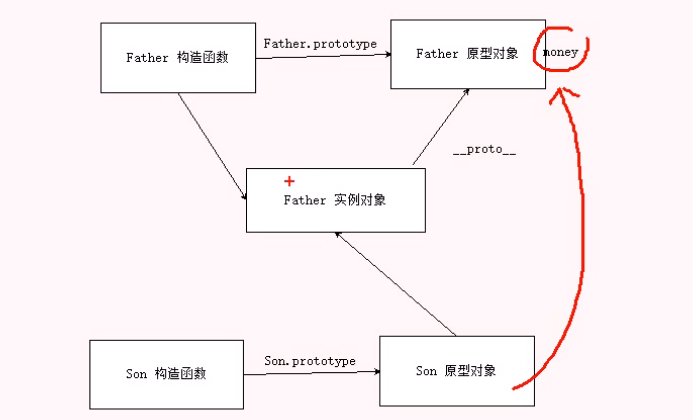 Father 构造函数
Father.prototype
Father 原型对象
money
__proto__
Father 实例对象
Son 构造函数
Son.prototype
Son 原型对象